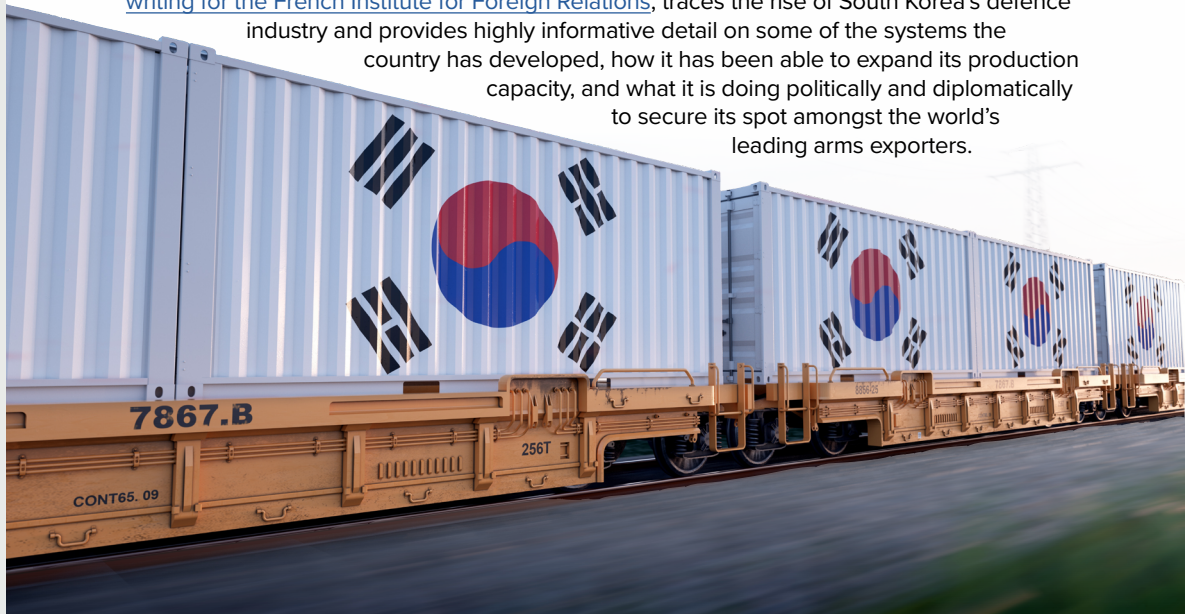 writing for the French Institute for Foreign Relations, traces the rise of South Korea's defence
industry and provides highly informative detail on some of the systems the
country has developed, how it has been able to expand its production
capacity, and what it is doing politically and diplomatically
to secure its spot amongst the world's
leading arms exporters.
7867.B
256T
CONT65. 09
7867.B